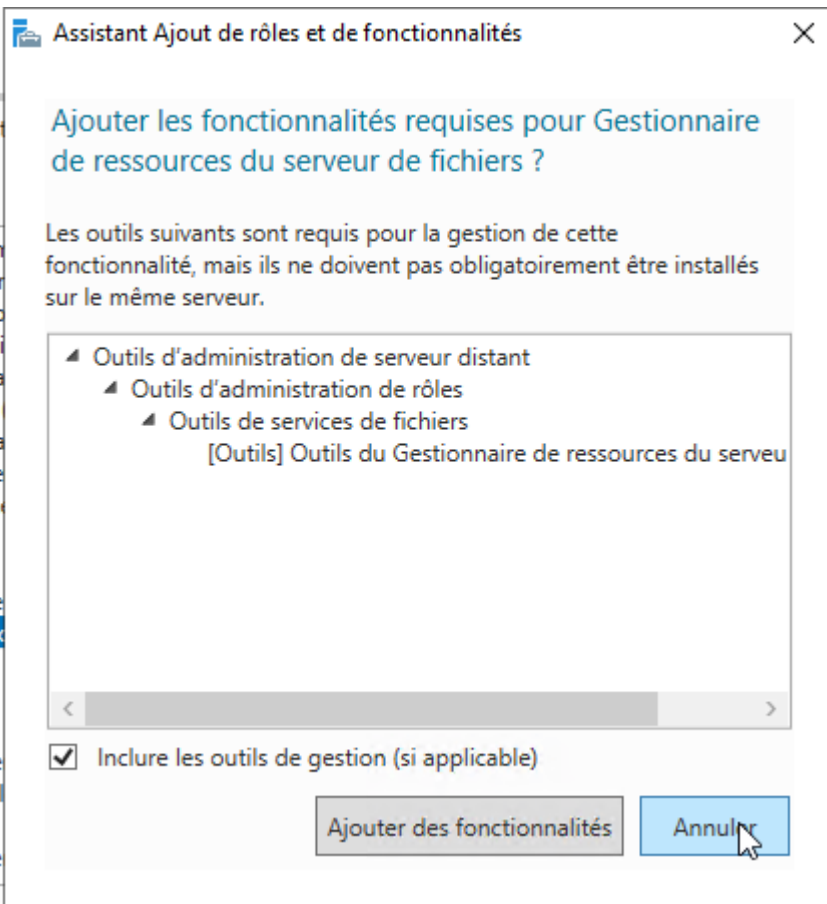 Assistant Ajout de rôles et de fonctionnalités
Ajouter les fonctionnalités requises pour Gestionnaire
de ressources du serveur de fichiers ?
Les outils suivants sont requis pour la gestion de cette
fonctionnalité, mais ils ne doivent pas obligatoirement être installés
sur le même serveur.
Outils d'administration de serveur distant
Outils d'administration de rôles
Outils de services de fichiers
[Outils] Outils du Gestionnaire de ressources du serveu
Inclure les outils de gestion (si applicable)
Ajouter des fonctionnalités
Annuler